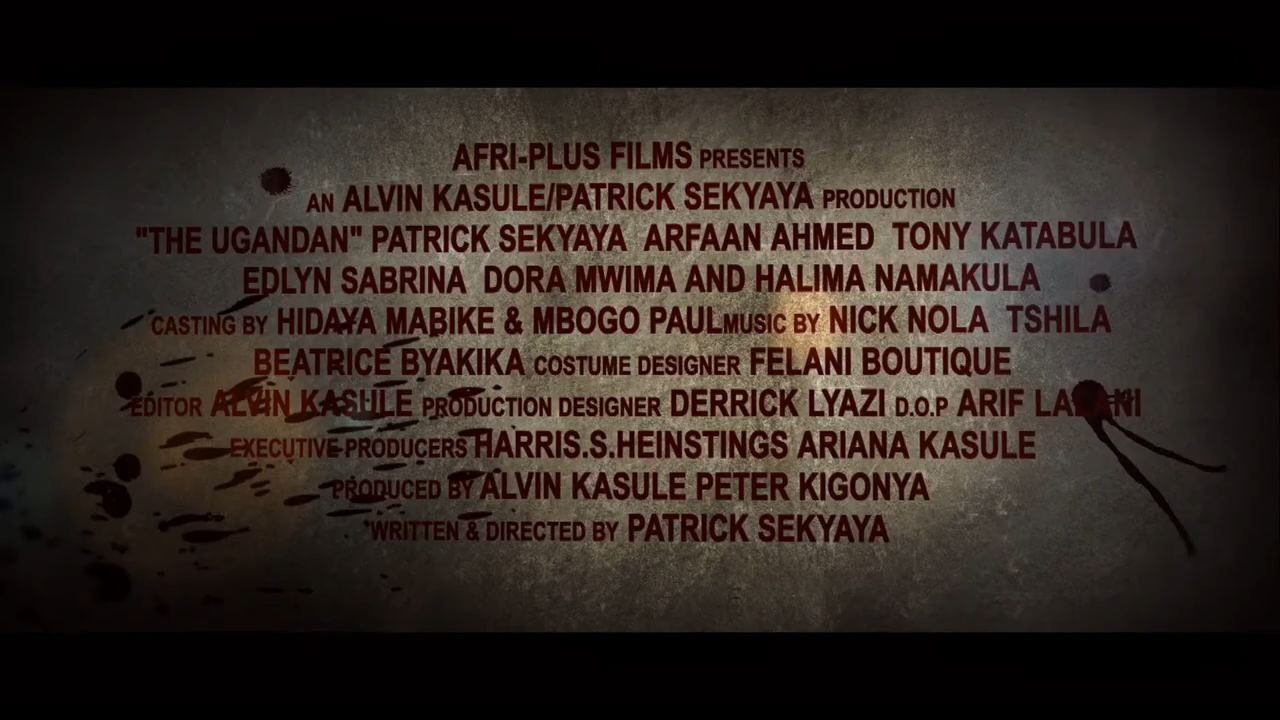 AFRI-PLUS FILMS PRESENTS
AN ALVIN KASULE/PATRICK SEKYAYA PRODUCTION
"THE UGANDAN" PATRICK SEKYAYA ARFAAN AHMED TONY KATABULA
EDLYN SABRINA DORA MWIMA AND HALIMA NAMAKULA
CASTING BY HIDAYA MABIKE & MBOGO PAUL MUSIC BY NICK NOLA TSHILA
BEATRICE BYAKIKA COSTUME DESIGNER FELANI BOUTIQUE
EDITOR ALVIN KASULE PRODUCTION DESIGNER DERRICK LYAZI D.O.P ARIF
EXECUTIVE PRODUCERS HARRIS.S.HEINSTINGS ARIANA KASULE
PRODUCED BY ALVIN KASULE PETER KIGONYA
WRITTEN & DIRECTED BY PATRICK SEKYAYA